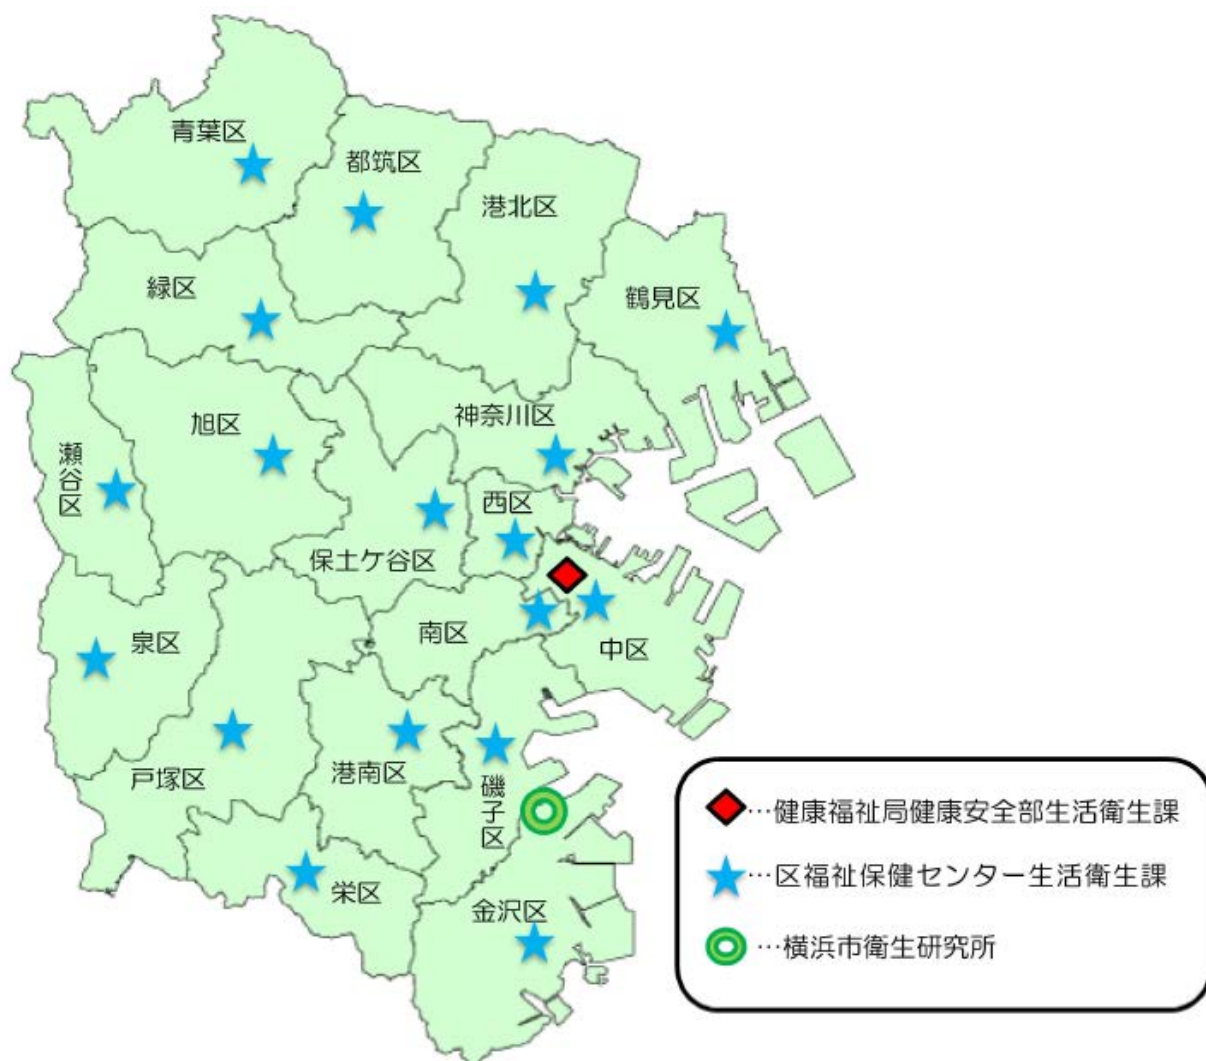 青葉区
都筑区
港北区
緑区
鶴見区
旭区
神奈川区
瀬谷区
西区
保土ケ谷区
泉区
南区
中区
戸塚区
港南区
磯子区
栄区
金沢区
…健康福祉局健康安全部生活衛生課
…区福祉保健センター生活衛生課
…横浜市衛生研究所